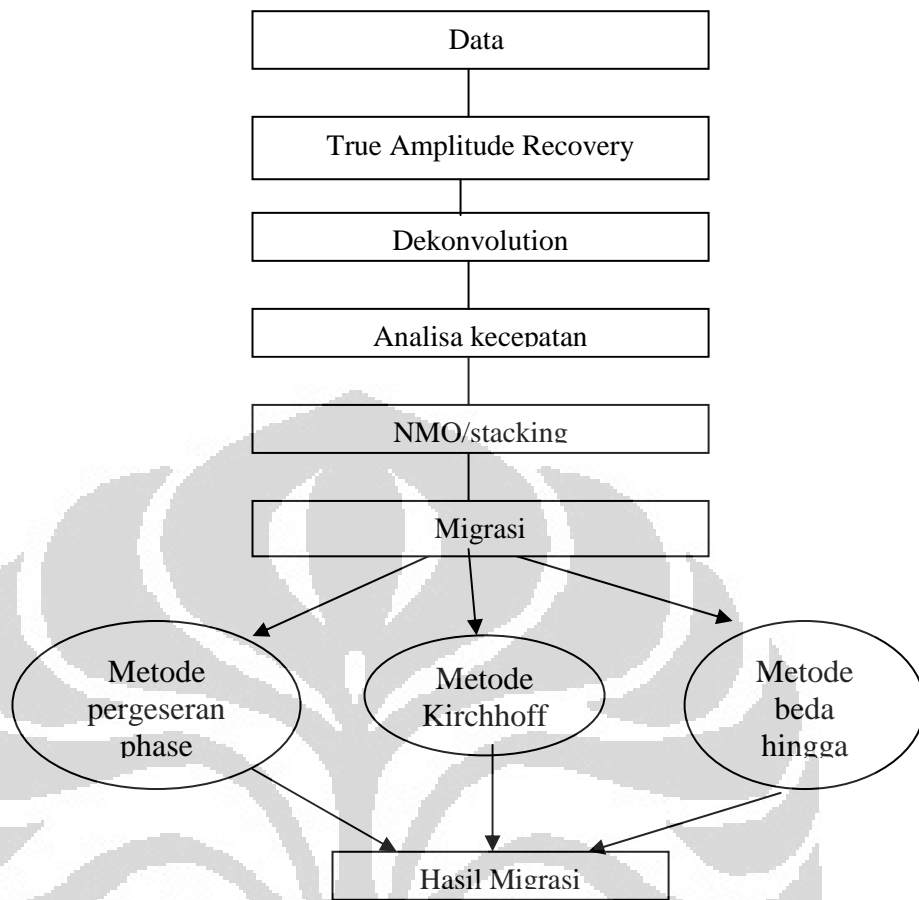 Data
True Amplitude Recovery
Dekonvolution
Analisa kecepatan
NMO/stacking
Migrasi
Metode
pergeseran
phase
Metode
Kirchhoff
Metode
beda
hingga
Hasil Migrasi